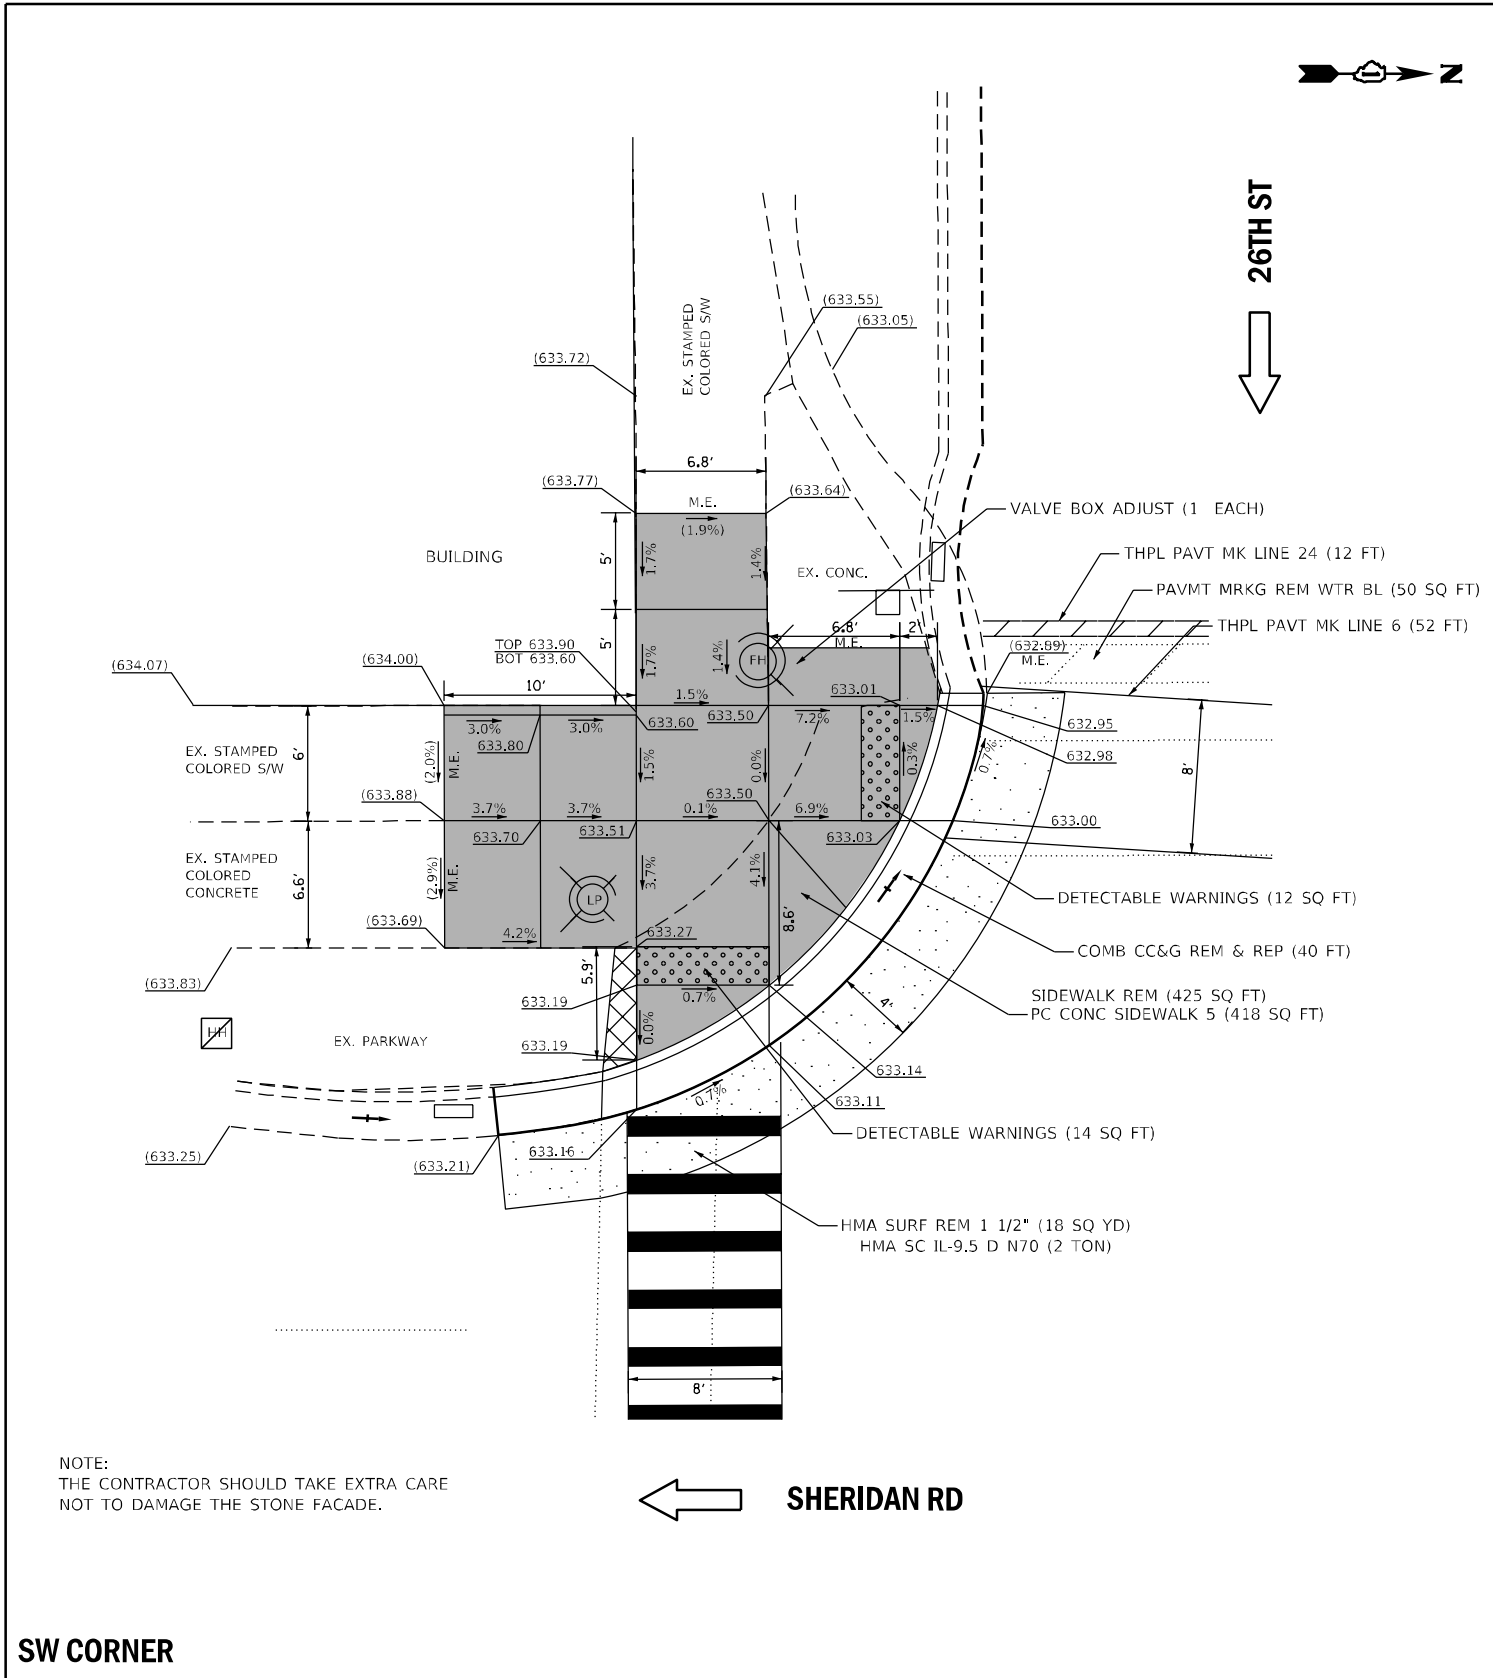 N
26TH ST
EX. STAMPED
COLORED S/W
(633.55)
(633.05)
(633.72)
6.8'
(633.77)
(633.64)
M.E.
(1.9%)
VALVE BOX ADJUST (1 EACH)
BUILDING
5'
1.7%
1.4%
EX. CONC.
THPL PAVT MK LINE 24 (12 FT)
PAVMT MRKG REM WTR BL (50 SQ FT)
THPL PAVT MK LINE 6 (52 FT)
6.8'
2'
M.E.
5'
TOP 633.90
BOT 633.60
1.7%
1.4%
FH
(632.89)
M.E.
(634.07)
(634.00)
10'
633.01
1.5%
633.60
633.50
7.2%
1.5%
632.95
3.0%
3.0%
633.80
EX. STAMPED
COLORED S/W
6'
(2.0%)
M.E.
1.5%
0.0%
0.3%
0.7%
632.98
8'
(633.88)
3.7%
3.7%
0.1%
633.50
6.9%
633.70
633.51
633.03
633.00
EX. STAMPED
COLORED
CONCRETE
6.6'
(2.9%)
M.E.
3.7%
4.1%
LP
8.6'
DETECTABLE WARNINGS (12 SQ FT)
(633.69)
4.2%
633.27
COMB CC&G REM & REP (40 FT)
(633.83)
5.9'
633.19
0.7%
4'
SIDEWALK REM (425 SQ FT)
PC CONC SIDEWALK 5 (418 SQ FT)
HH
EX. PARKWAY
633.19
0.0%
633.14
0.7%
633.11
DETECTABLE WARNINGS (14 SQ FT)
(633.25)
(633.21)
633.16
HMA SURF REM 1 1/2" (18 SQ YD)
HMA SC IL-9.5 D N70 (2 TON)
8'
NOTE:
THE CONTRACTOR SHOULD TAKE EXTRA CARE
NOT TO DAMAGE THE STONE FACADE.
SHERIDAN RD
SW CORNER